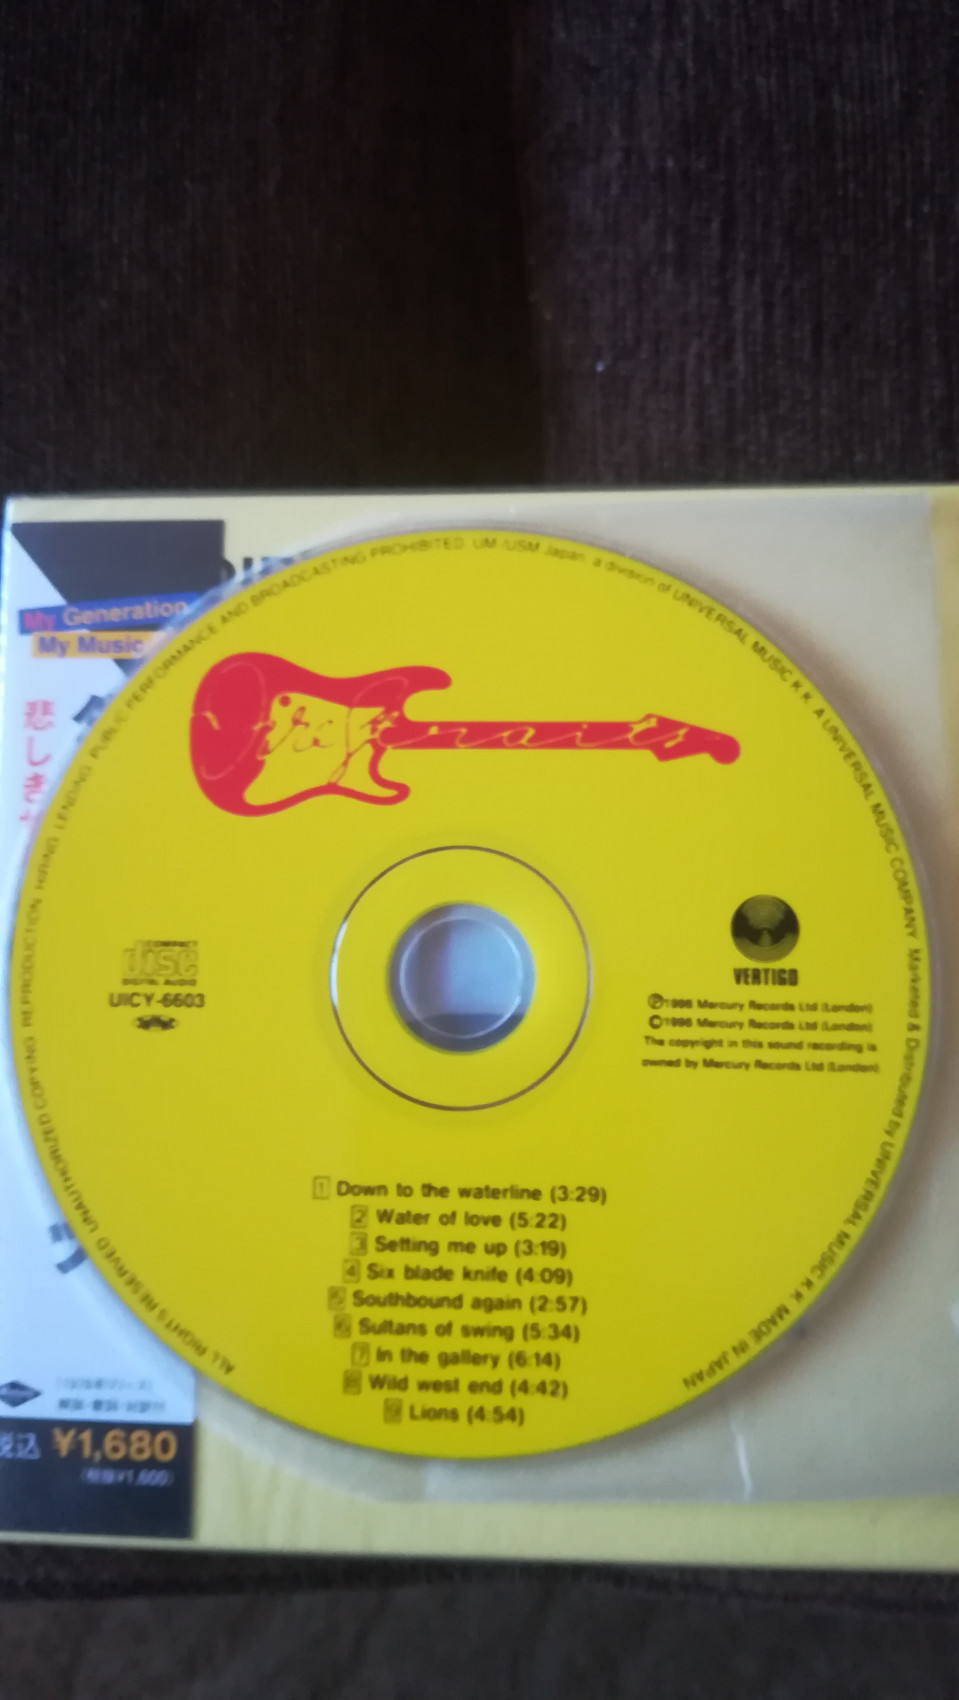 My Generation
My Music
悲しき
ALL RIGHTS RESERVED UNAUTHORIZED COPYING REPRODUCTION HIRING LENDING PUBLIC PERFORMANCE AND BROADCASTING PROHIBITED. UM /USM Japan, a division of UNIVERSAL MUSIC K.K. A UNIVERSAL MUSIC COMPANY Marketed & Distributed by UNIVERSAL MUSIC K.K. MADE IN JAPAN
Dire Straits
COMPACT
disc
DIGITAL AUDIO
UICY-6603
VERTIGO
Ⓟ1996 Mercury Records Ltd (London)
©1996 Mercury Records Ltd (London)
The copyright in this sound recording is
owned by Mercury Records Ltd (London)
1 Down to the waterline (3:29)
2 Water of love (5:22)
3 Setting me up (3:19)
4 Six blade knife (4:09)
5 Southbound again (2:57)
6 Sultans of swing (5:34)
7 In the gallery (6:14)
8 Wild west end (4:42)
9 Lions (4:54)
税込 ¥1,680
(税抜¥1,600)